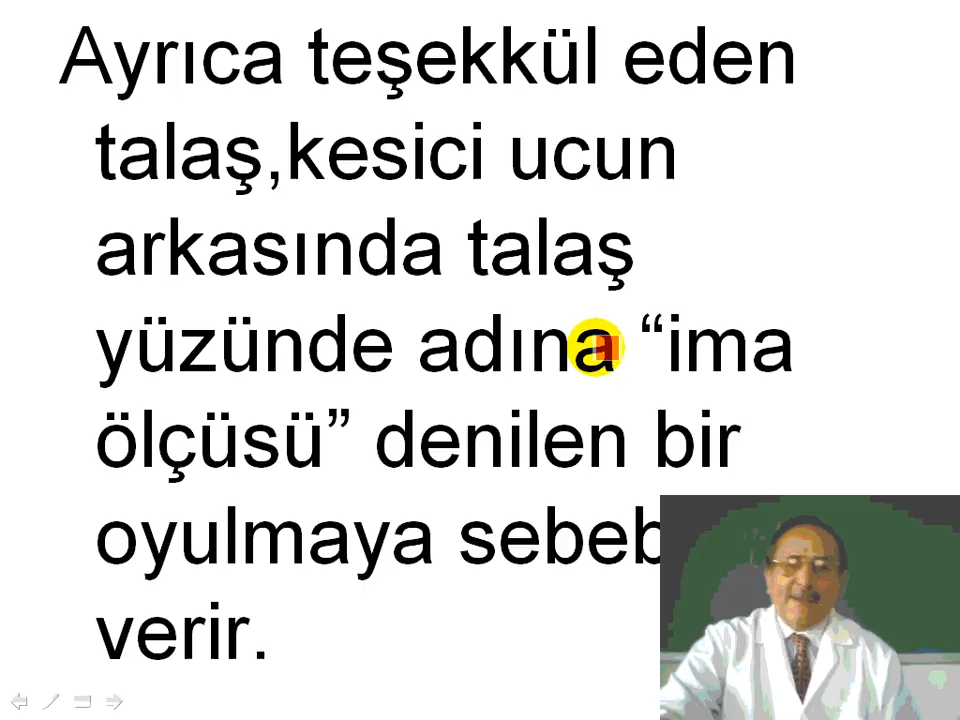 Ayrıca teşekkül eden
talaş,kesici ucun
arkasında talaş
yüzünde adına “ima
ölçüsü” denilen bir
oyulmaya
verir.